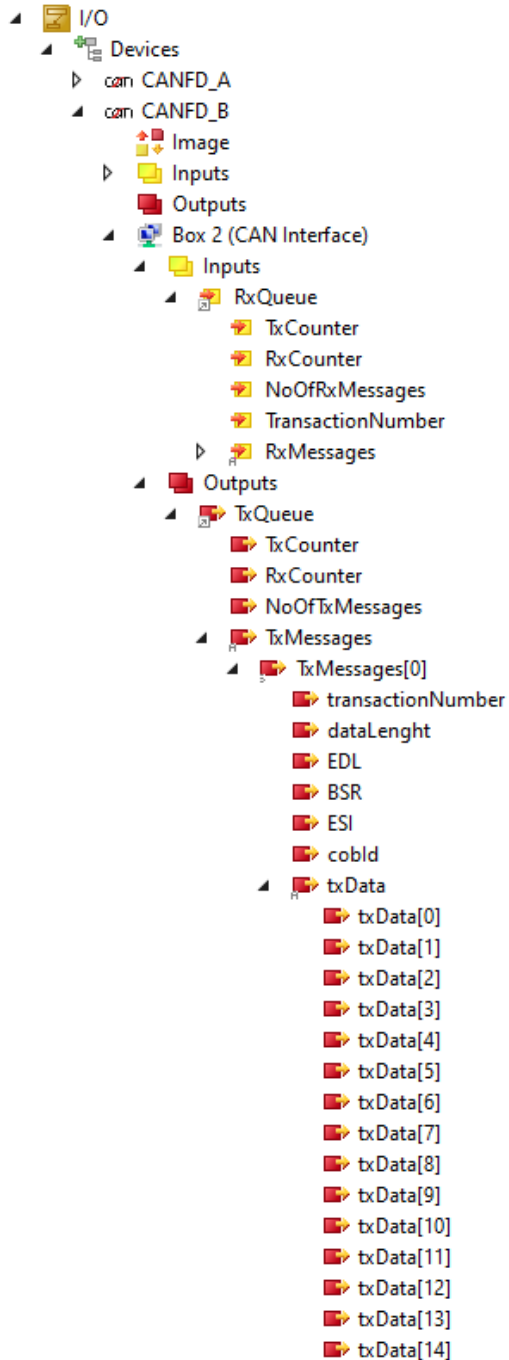 I/O
Devices
can CANFD_A
can CANFD_B
Image
Inputs
Outputs
Box 2 (CAN Interface)
Inputs
RxQueue
TxCounter
RxCounter
NoOfRxMessages
TransactionNumber
RxMessages
Outputs
TxQueue
TxCounter
RxCounter
NoOfTxMessages
TxMessages
TxMessages[0]
transactionNumber
dataLenght
EDL
BSR
ESI
cobId
txData
txData[0]
txData[1]
txData[2]
txData[3]
txData[4]
txData[5]
txData[6]
txData[7]
txData[8]
txData[9]
txData[10]
txData[11]
txData[12]
txData[13]
txData[14]